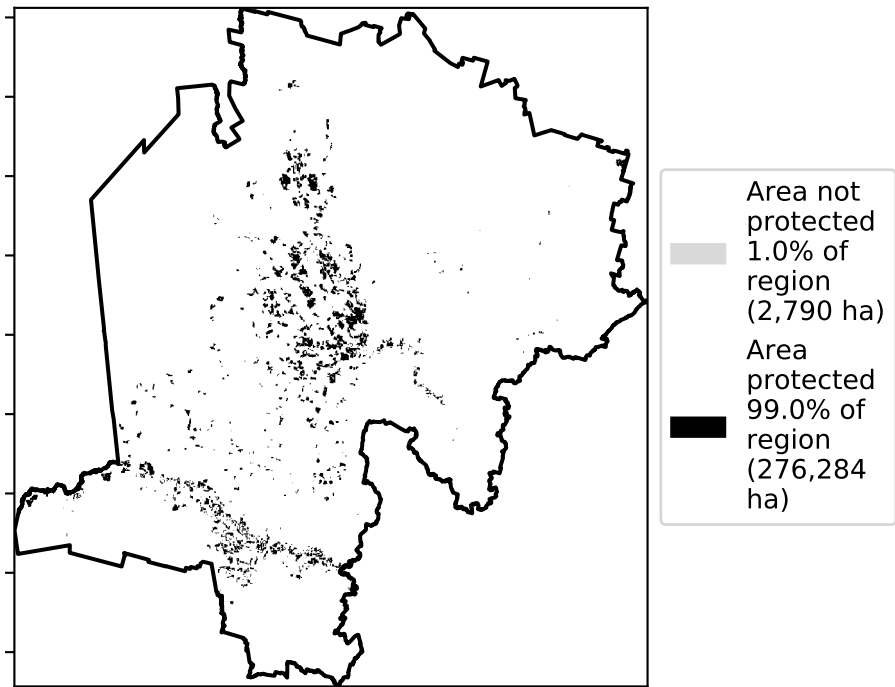 Area not
protected
1.0% of
region
(2,790 ha)
Area
protected
99.0% of
region
(276,284
ha)